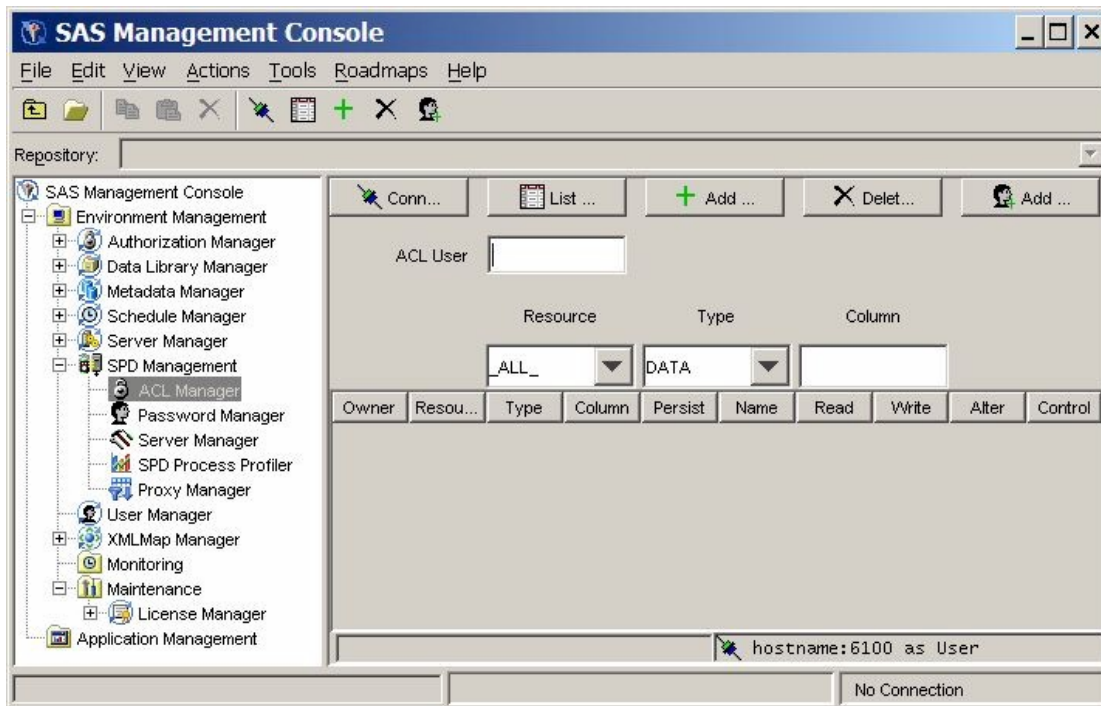 SAS Management Console
File Edit View Actions Tools Roadmaps Help
Repository:
SAS Management Console
Environment Management
Authorization Manager
Data Library Manager
Metadata Manager
Schedule Manager
Server Manager
SPD Management
ACL Manager
Password Manager
Server Manager
SPD Process Profiler
Proxy Manager
User Manager
XMLMap Manager
Monitoring
Maintenance
License Manager
Application Management
Conn... List ... Add ... Delet... Add ...
ACL User
Resource Type Column
_ALL_ DATA
Owner Resou... Type Column Persist Name Read Write Alter Control
hostname:6100 as User
No Connection